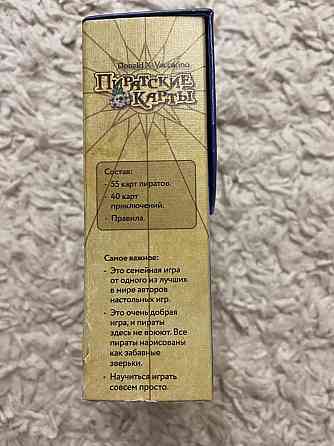 Donald X. Vaccarino
ПИРАТСКИЕ
КАРТЫ
Состав:
- 55 карт пиратов.
- 40 карт
приключений.
- Правила.
Самое важное:
- Это семейная игра
от одного из лучших
в мире авторов
настольных игр.
- Это очень добрая
игра, и пираты
здесь не воюют. Все
пираты нарисованы
как забавные
зверьки.
- Научиться играть
совсем просто.